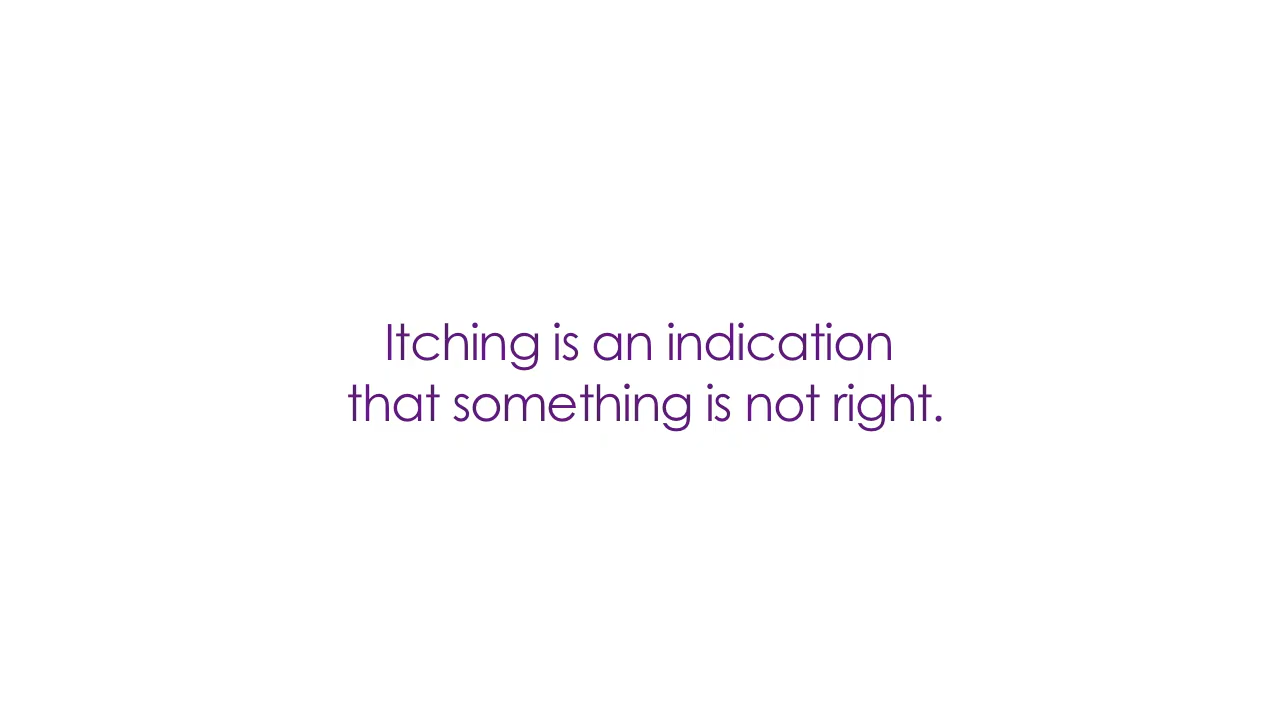 Itching is an indication
that something is not right.